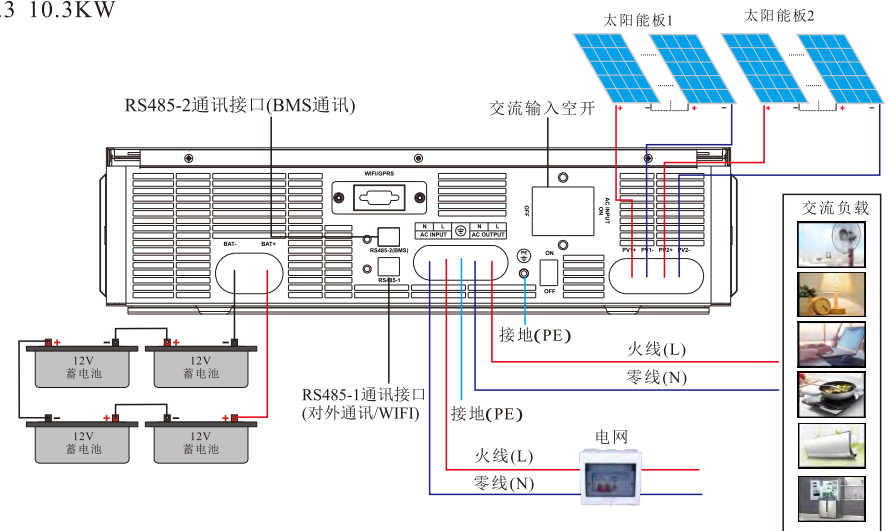 .3 10.3KW
太阳能板1
太阳能板2
+ − + −
+ − + −
RS485-2通讯接口(BMS通讯)
交流输入空开
WIFI/GPRS
AC INPUT
ON
OFF
交流负载
N L
AC INPUT
N L
AC OUTPUT
BAT-
BAT+
RS485-2(BMS)
RS485-1
ON
OFF
PV1+ PV1- PV2+ PV2-
接地(PE)
火线(L)
零线(N)
+ −
12V
蓄电池
+ −
12V
蓄电池
− +
12V
蓄电池
− +
12V
蓄电池
RS485-1通讯接口
(对外通讯/WIFI)
接地(PE)
电网
火线(L)
零线(N)